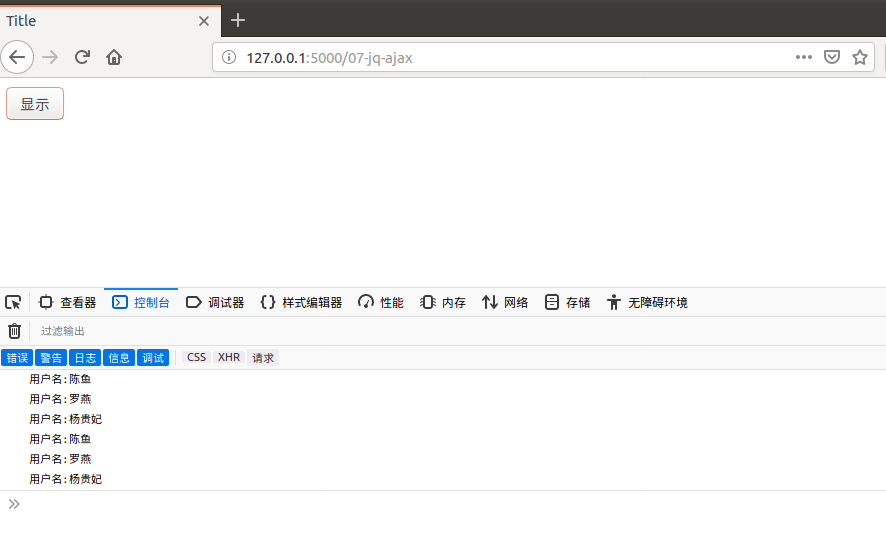 Title
127.0.0.1:5000/07-jq-ajax
显示
查看器 控制台 调试器 样式编辑器 性能 内存 网络 存储 无障碍环境
过滤输出
错误 警告 日志 信息 调试 CSS XHR 请求
用户名:陈鱼
用户名:罗燕
用户名:杨贵妃
用户名:陈鱼
用户名:罗燕
用户名:杨贵妃